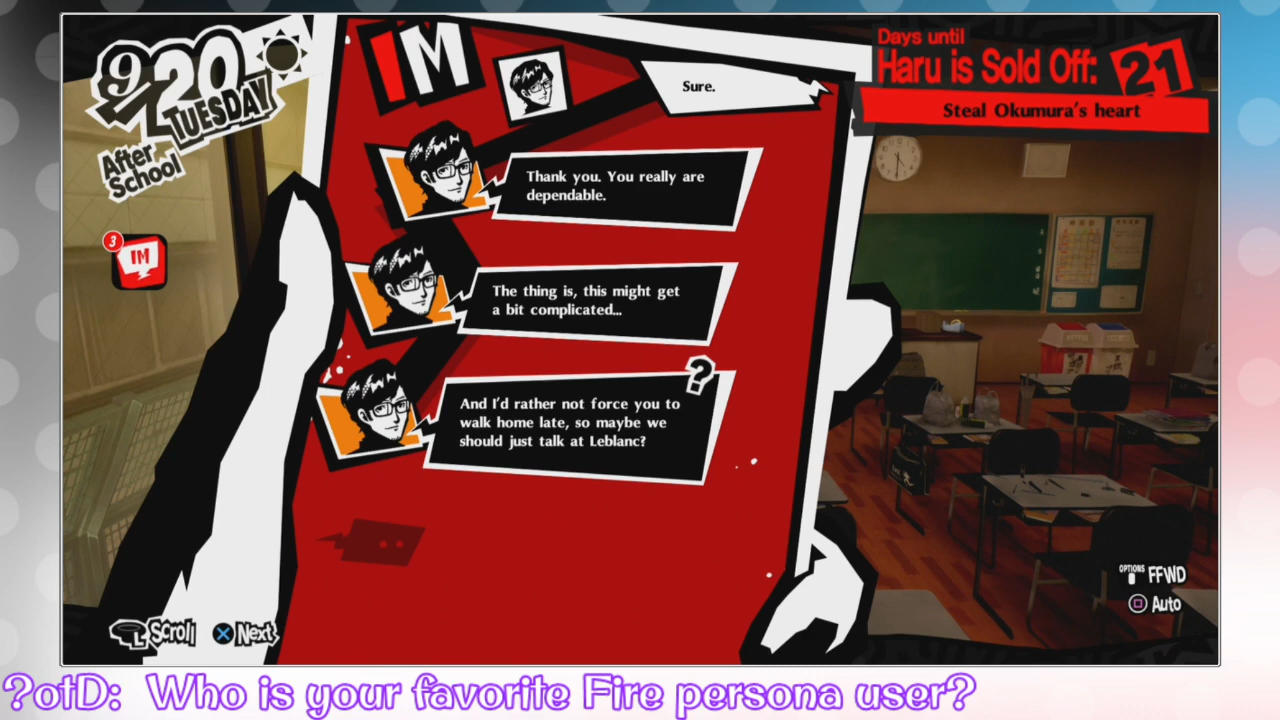 9/20
TUESDAY
After
School
3
IM
IM
Sure.
Days until
Haru is Sold Off:
21
Steal Okumura's heart
Thank you. You really are
dependable.
The thing is, this might get
a bit complicated...
?
And I'd rather not force you to
walk home late, so maybe we
should just talk at Leblanc?
OPTIONS FFWD
Auto
L Scroll
Next
?otD: Who is your favorite Fire persona user?